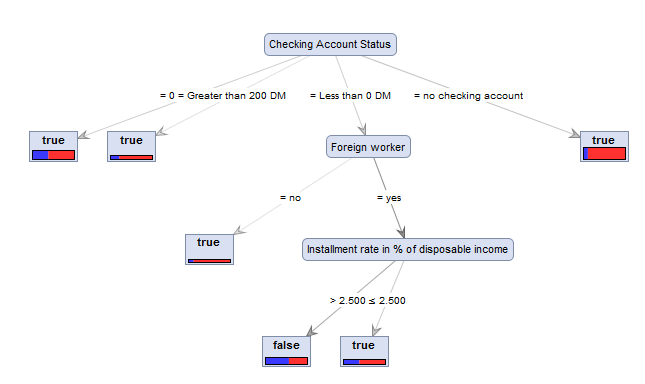 Checking Account Status
= 0 = Greater than 200 DM
= Less than 0 DM
= no checking account
true
true
Foreign worker
true
= no
= yes
true
Installment rate in % of disposable income
> 2.500 ≤ 2.500
false
true